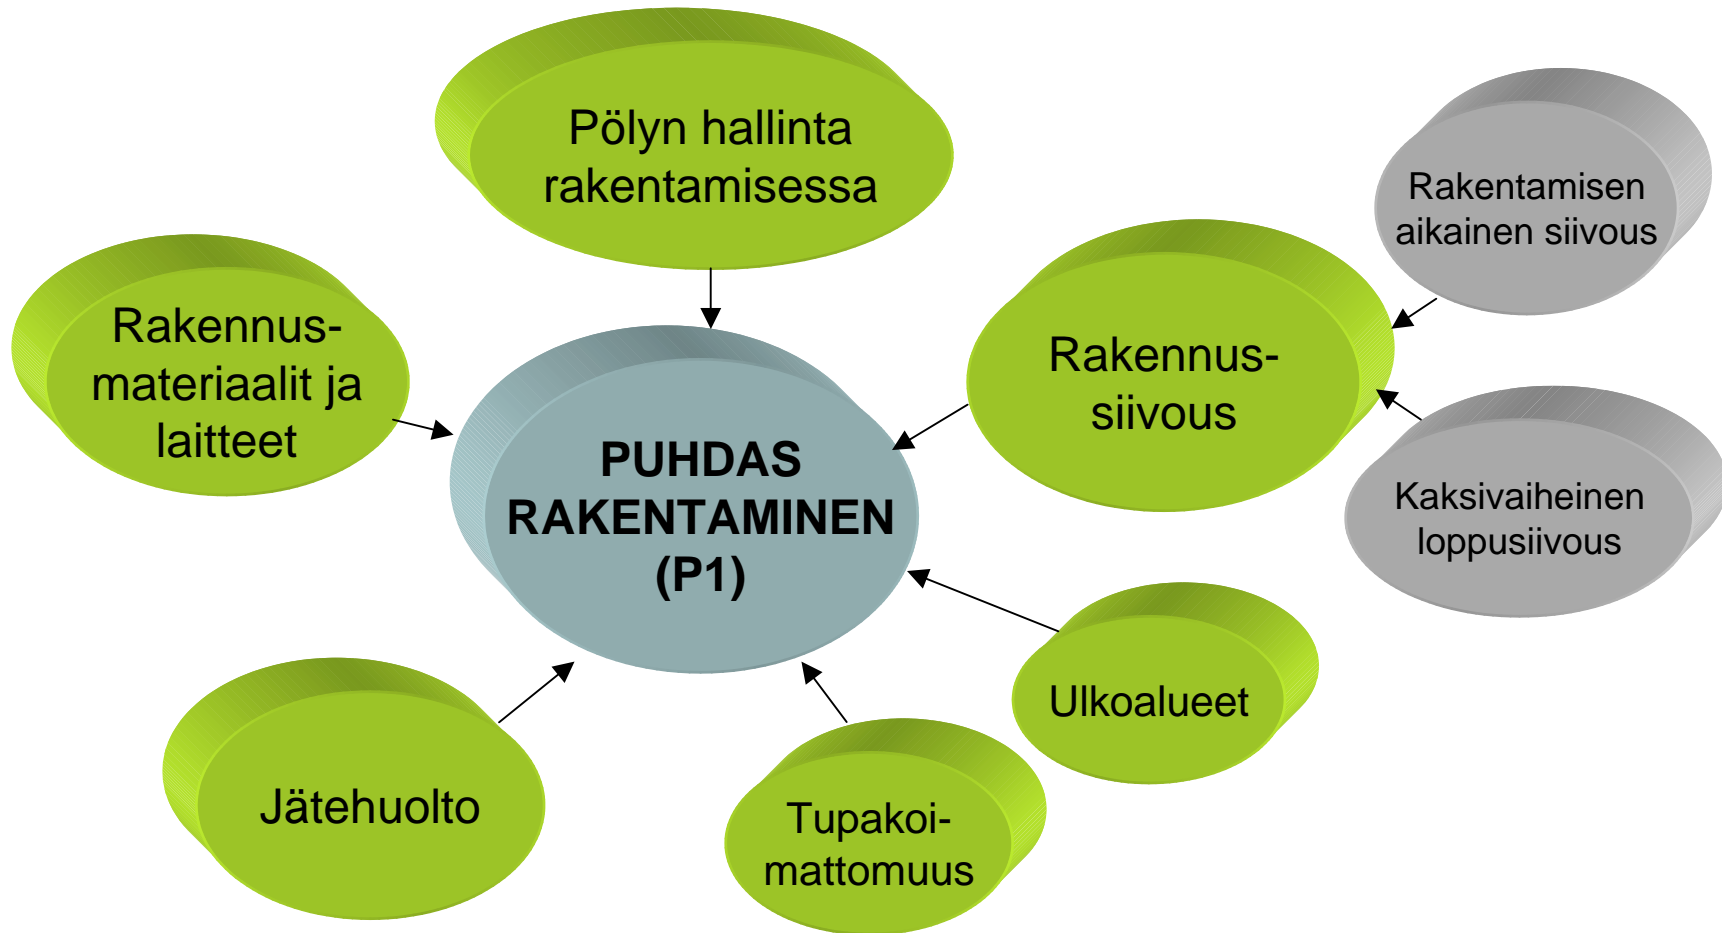 Pölyn hallinta
rakentamisessa
Rakentamisen
aikainen siivous
Rakennus-
materiaalit ja
laitteet
Rakennus-
siivous
PUHDAS
RAKENTAMINEN
(P1)
Kaksivaiheinen
loppusiivous
Ulkoalueet
Jätehuolto
Tupakoi-
mattomuus